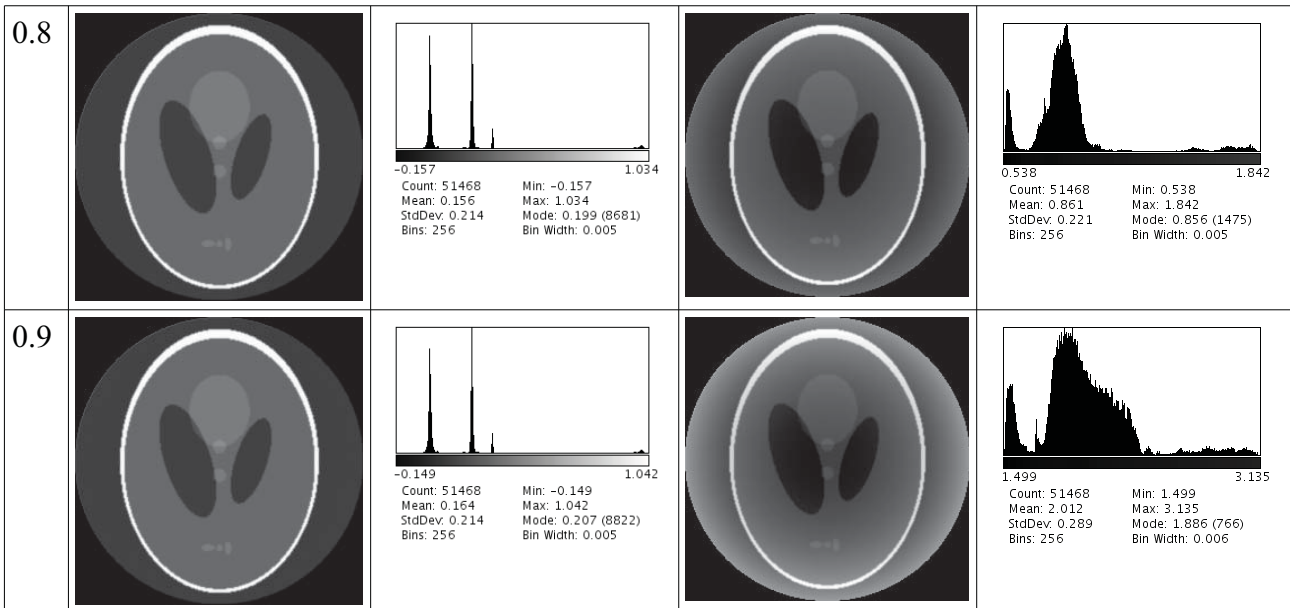 0.8
−0.157 1.034
Count: 51468 Min: −0.157
Mean: 0.156 Max: 1.034
StdDev: 0.214 Mode: 0.199 (8681)
Bins: 256 Bin Width: 0.005
0.538 1.842
Count: 51468 Min: 0.538
Mean: 0.861 Max: 1.842
StdDev: 0.221 Mode: 0.856 (1475)
Bins: 256 Bin Width: 0.005
0.9
−0.149 1.042
Count: 51468 Min: −0.149
Mean: 0.164 Max: 1.042
StdDev: 0.214 Mode: 0.207 (8822)
Bins: 256 Bin Width: 0.005
1.499 3.135
Count: 51468 Min: 1.499
Mean: 2.012 Max: 3.135
StdDev: 0.289 Mode: 1.886 (766)
Bins: 256 Bin Width: 0.006